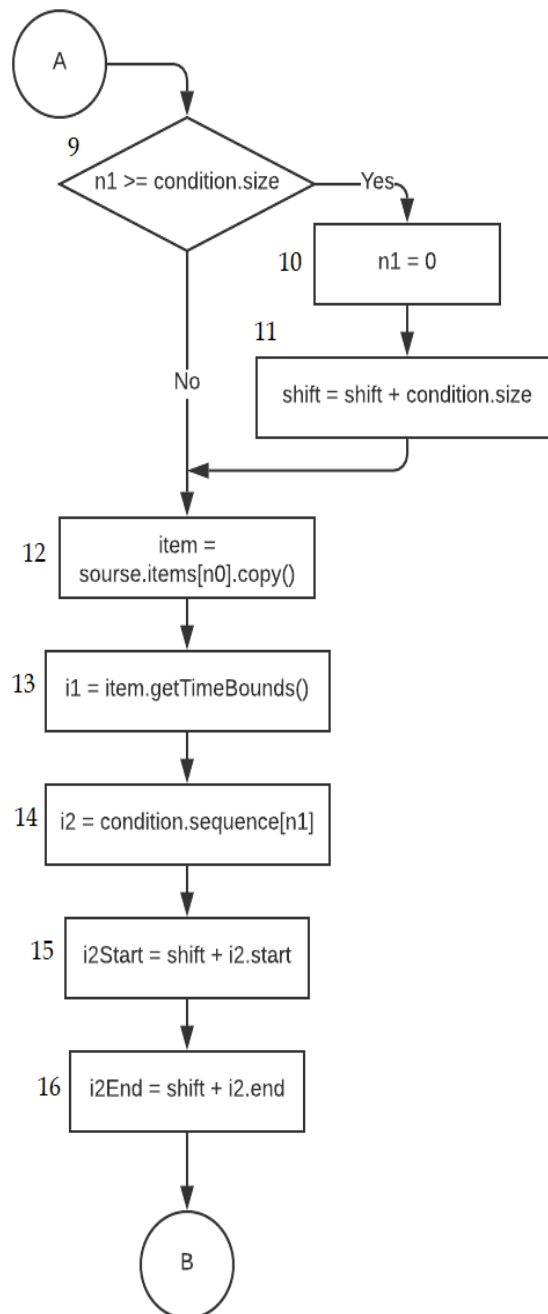 A
9
n1 >= condition.size
Yes
10
n1 = 0
11
shift = shift + condition.size
No
12
item =
sourse.items[n0].copy()
13
i1 = item.getTimeBounds()
14
i2 = condition.sequence[n1]
15
i2Start = shift + i2.start
16
i2End = shift + i2.end
B